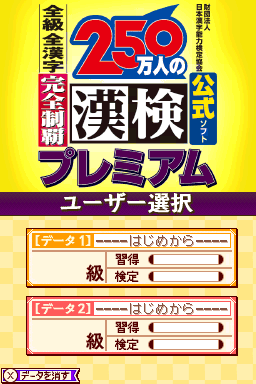 財団法人
日本漢字能力検定協会
全級全漢字
完全制覇
250
万人の
漢検
公式
ソフト
プレミアム
ユーザー選択
【データ1】 ----はじめから----
級
習得
検定
【データ2】 ----はじめから----
級
習得
検定
×データを消す